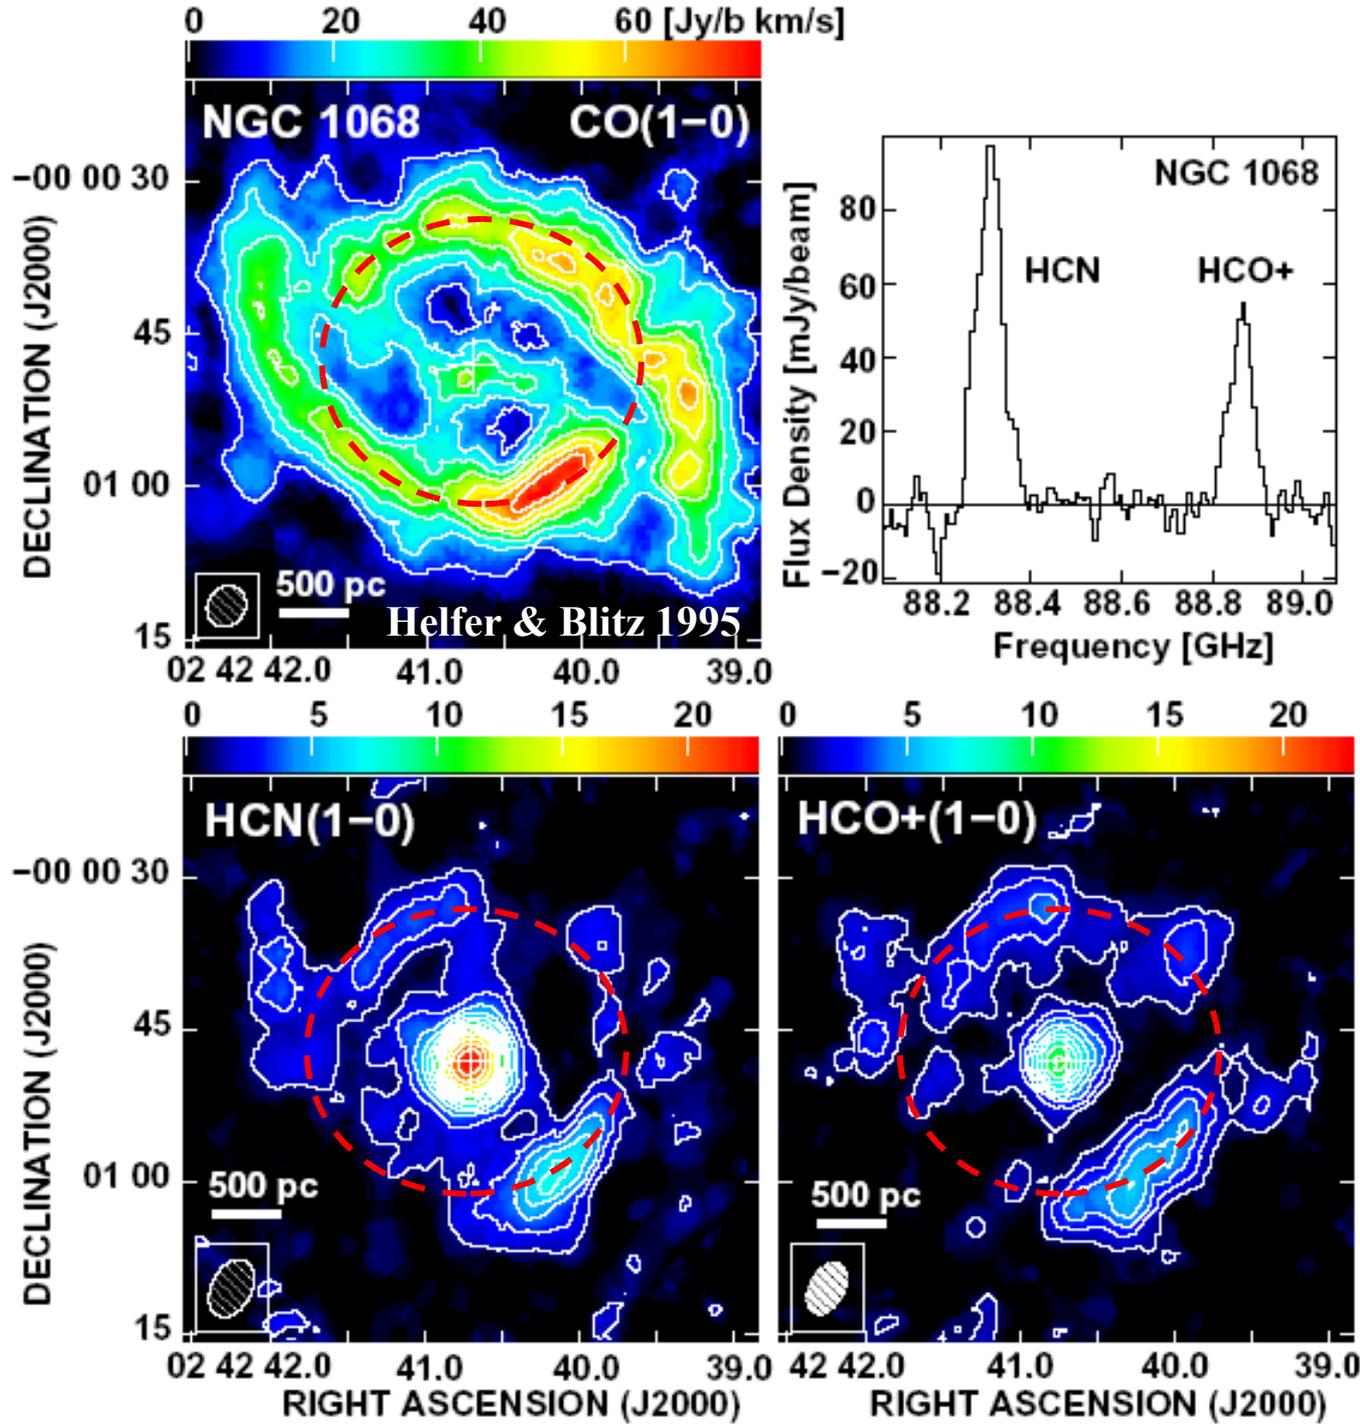 0 20 40 60 [Jy/b km/s]
NGC 1068 CO(1−0)
−00 00 30
45
01 00
15
DECLINATION (J2000)
500 pc
Helfer & Blitz 1995
02 42 42.0 41.0 40.0 39.0
NGC 1068
HCN HCO+
80
60
40
20
0
−20
Flux Density [mJy/beam]
88.2 88.4 88.6 88.8 89.0
Frequency [GHz]
0 5 10 15 20
HCN(1−0)
−00 00 30
45
01 00
15
DECLINATION (J2000)
500 pc
02 42 42.0 41.0 40.0 39.0
RIGHT ASCENSION (J2000)
0 5 10 15 20
HCO+(1−0)
500 pc
42 42.0 41.0 40.0 39.0
RIGHT ASCENSION (J2000)